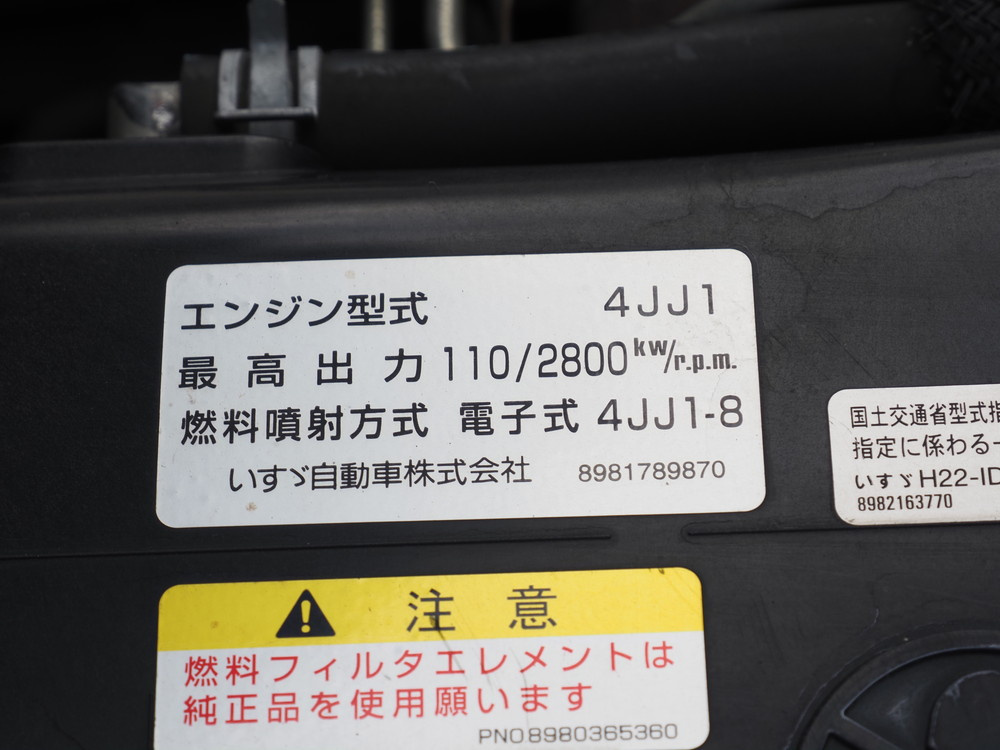 エンジン型式 4JJ1
最高出力 110/2800kw/r.p.m.
燃料噴射方式 電子式 4JJ1-8
いすゞ自動車株式会社 8981789870
国土交通省型式指
指定に係わる一
いすゞH22-ID
8982163770
注意
燃料フィルタエレメントは
純正品を使用願います
PNO8980365360